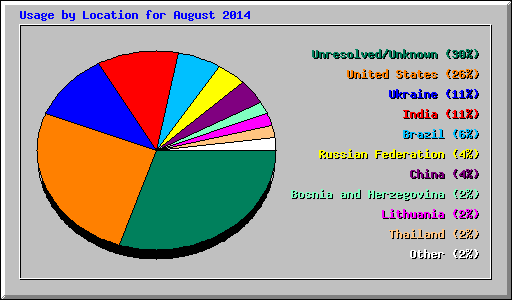 Usage by Location for August 2014
Unresolved/Unknown (30%)
United States (26%)
Ukraine (11%)
India (11%)
Brazil (6%)
Russian Federation (4%)
China (4%)
Bosnia and Herzegovina (2%)
Lithuania (2%)
Thailand (2%)
Other (2%)